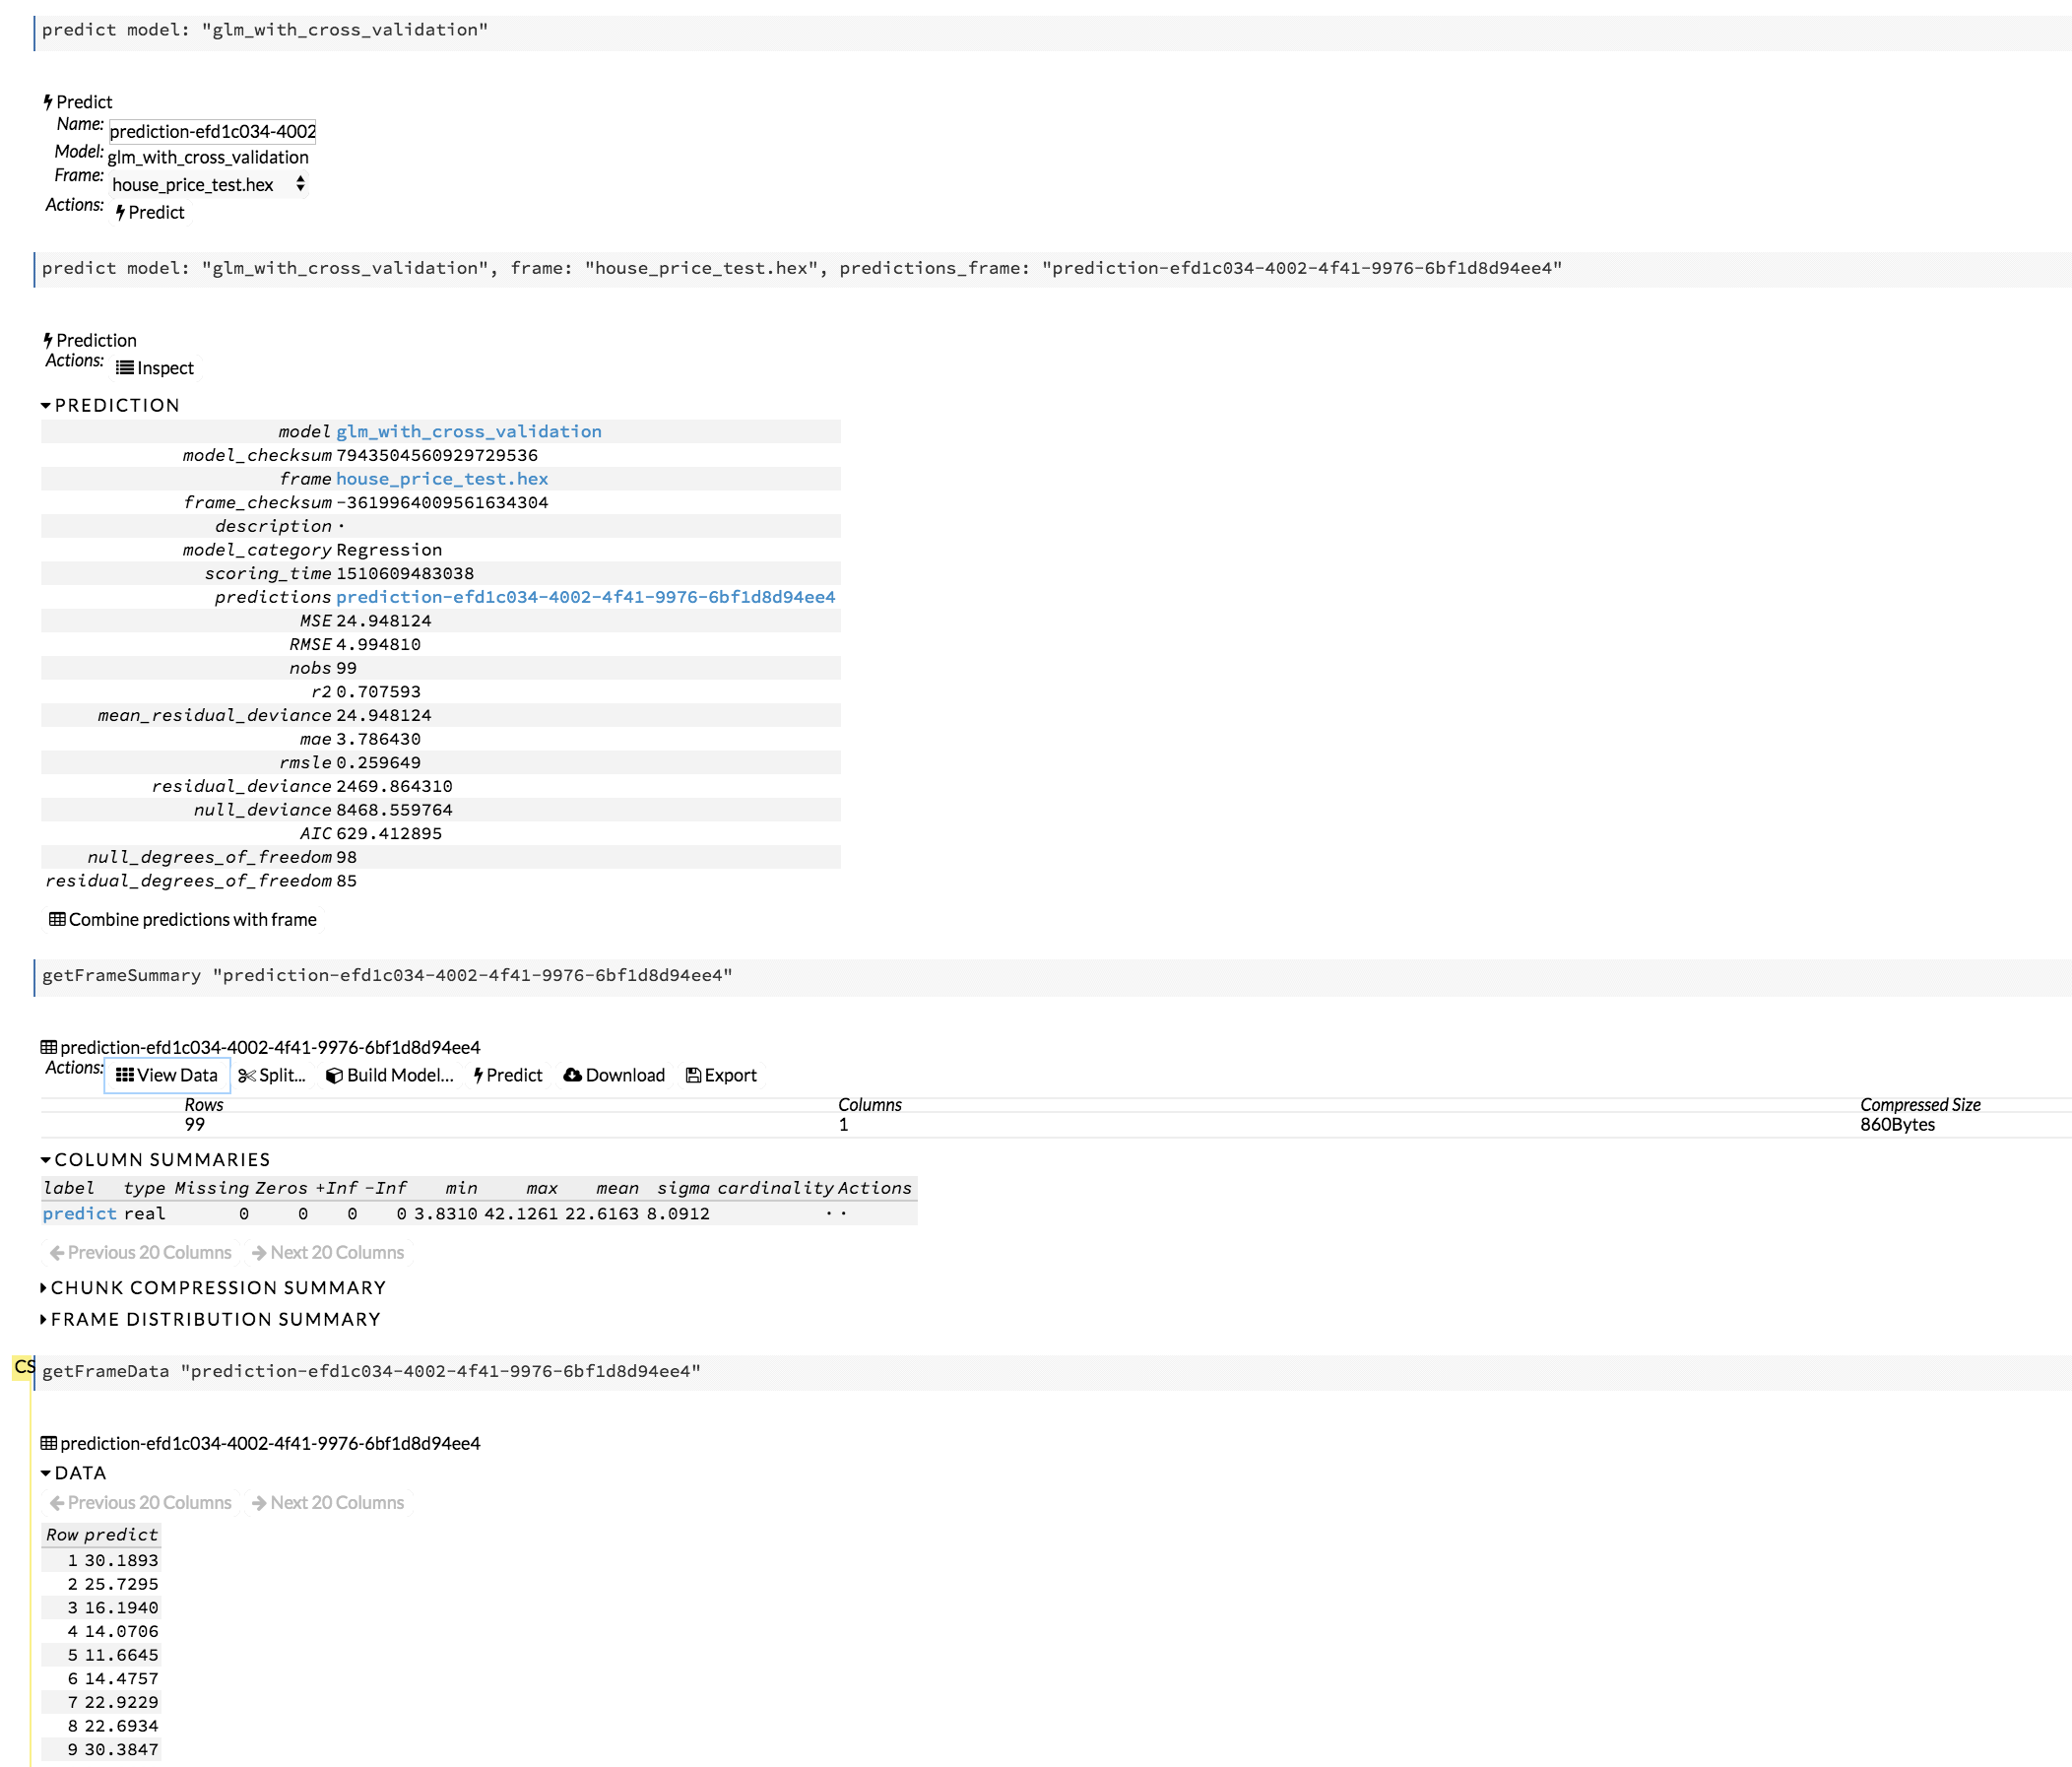 predict model: "glm_with_cross_validation"
Predict
Name: prediction-efd1c034-4002
Model: glm_with_cross_validation
Frame: house_price_test.hex
Actions: Predict
predict model: "glm_with_cross_validation", frame: "house_price_test.hex", predictions_frame: "prediction-efd1c034-4002-4f41-9976-6bf1d8d94ee4"
Prediction
Actions: Inspect
PREDICTION
model glm_with_cross_validation
model_checksum 7943504560929729536
frame house_price_test.hex
frame_checksum -3619964009561634304
description ·
model_category Regression
scoring_time 1510609483038
predictions prediction-efd1c034-4002-4f41-9976-6bf1d8d94ee4
MSE 24.948124
RMSE 4.994810
nobs 99
r2 0.707593
mean_residual_deviance 24.948124
mae 3.786430
rmsle 0.259649
residual_deviance 2469.864310
null_deviance 8468.559764
AIC 629.412895
null_degrees_of_freedom 98
residual_degrees_of_freedom 85
Combine predictions with frame
getFrameSummary "prediction-efd1c034-4002-4f41-9976-6bf1d8d94ee4"
prediction-efd1c034-4002-4f41-9976-6bf1d8d94ee4
Actions: View Data Split... Build Model... Predict Download Export
Rows Columns Compressed Size
99 1 860Bytes
COLUMN SUMMARIES
label type Missing Zeros +Inf -Inf min max mean sigma cardinality Actions
predict real 0 0 0 0 3.8310 42.1261 22.6163 8.0912 · ·
Previous 20 Columns Next 20 Columns
CHUNK COMPRESSION SUMMARY
FRAME DISTRIBUTION SUMMARY
CS getFrameData "prediction-efd1c034-4002-4f41-9976-6bf1d8d94ee4"
prediction-efd1c034-4002-4f41-9976-6bf1d8d94ee4
DATA
Previous 20 Columns Next 20 Columns
Row predict
1 30.1893
2 25.7295
3 16.1940
4 14.0706
5 11.6645
6 14.4757
7 22.9229
8 22.6934
9 30.3847